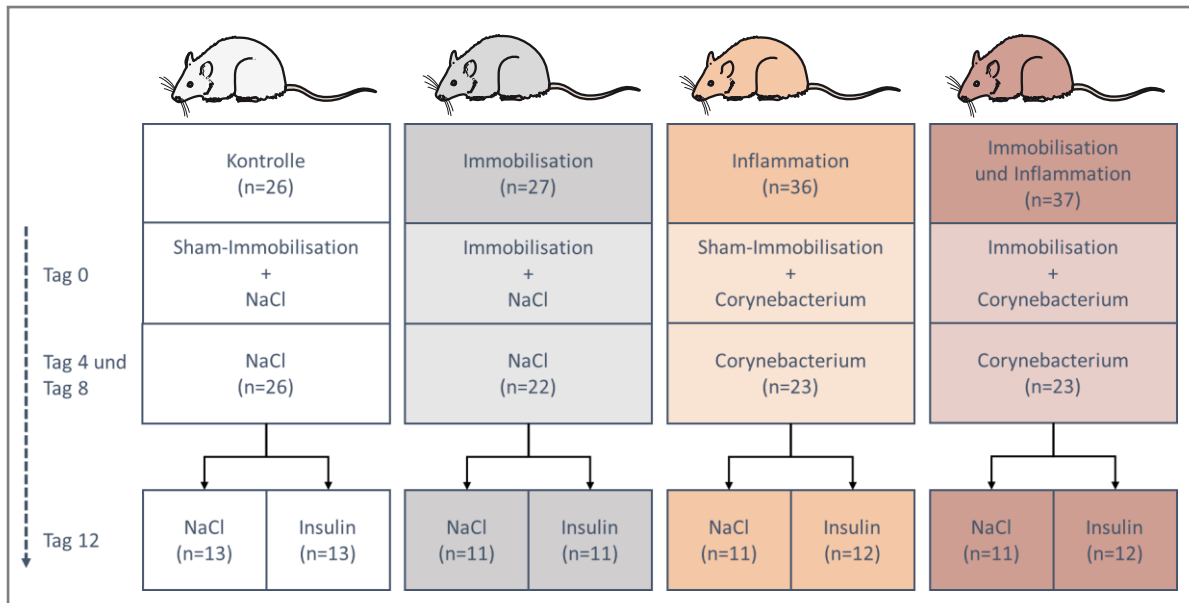 Kontrolle
(n=26)
Immobilisation
(n=27)
Inflammation
(n=36)
Immobilisation
und Inflammation
(n=37)
Tag 0
Sham-Immobilisation
+
NaCl
Immobilisation
+
NaCl
Sham-Immobilisation
+
Corynebacterium
Immobilisation
+
Corynebacterium
Tag 4 und
Tag 8
NaCl
(n=26)
NaCl
(n=22)
Corynebacterium
(n=23)
Corynebacterium
(n=23)
Tag 12
NaCl
(n=13)
Insulin
(n=13)
NaCl
(n=11)
Insulin
(n=11)
NaCl
(n=11)
Insulin
(n=12)
NaCl
(n=11)
Insulin
(n=12)